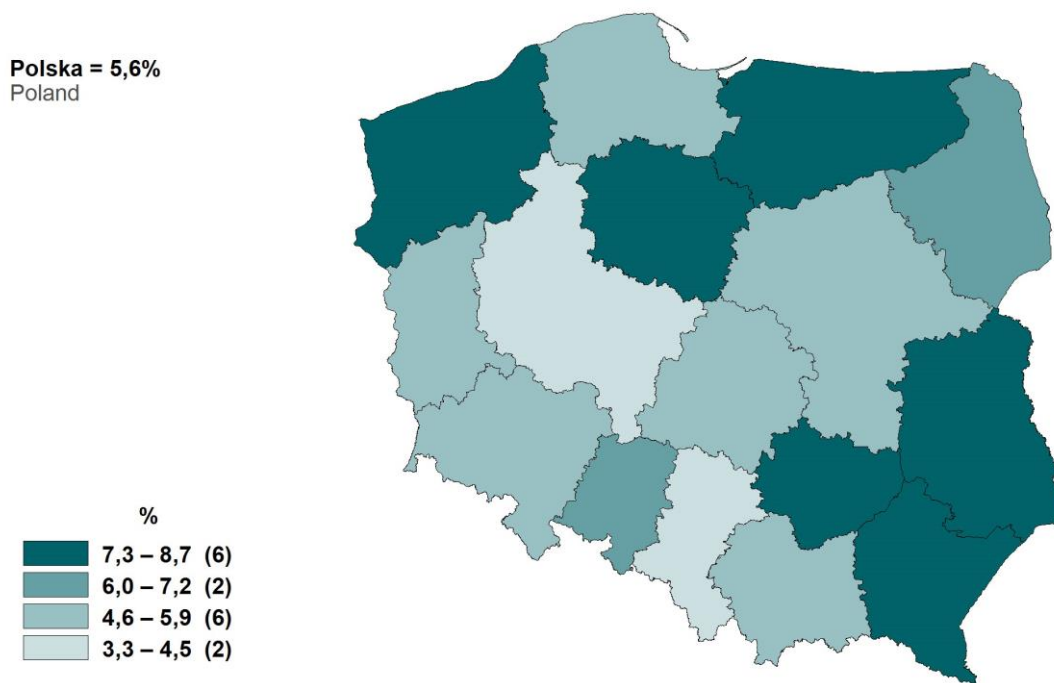 Polska = 5,6%
Poland
%
7,3 – 8,7 (6)
6,0 – 7,2 (2)
4,6 – 5,9 (6)
3,3 – 4,5 (2)